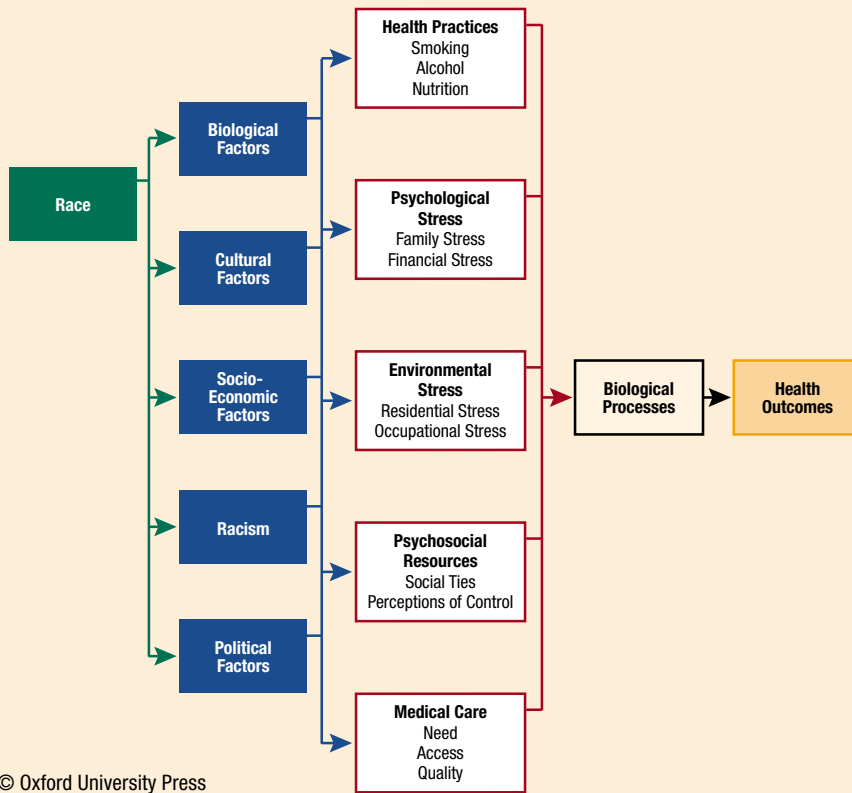 Race
Biological
Factors
Cultural
Factors
Socio-
Economic
Factors
Racism
Political
Factors
Health Practices
Smoking
Alcohol
Nutrition
Psychological
Stress
Family Stress
Financial Stress
Environmental
Stress
Residential Stress
Occupational Stress
Psychosocial
Resources
Social Ties
Perceptions of Control
Medical Care
Need
Access
Quality
Biological
Processes
Health
Outcomes
© Oxford University Press